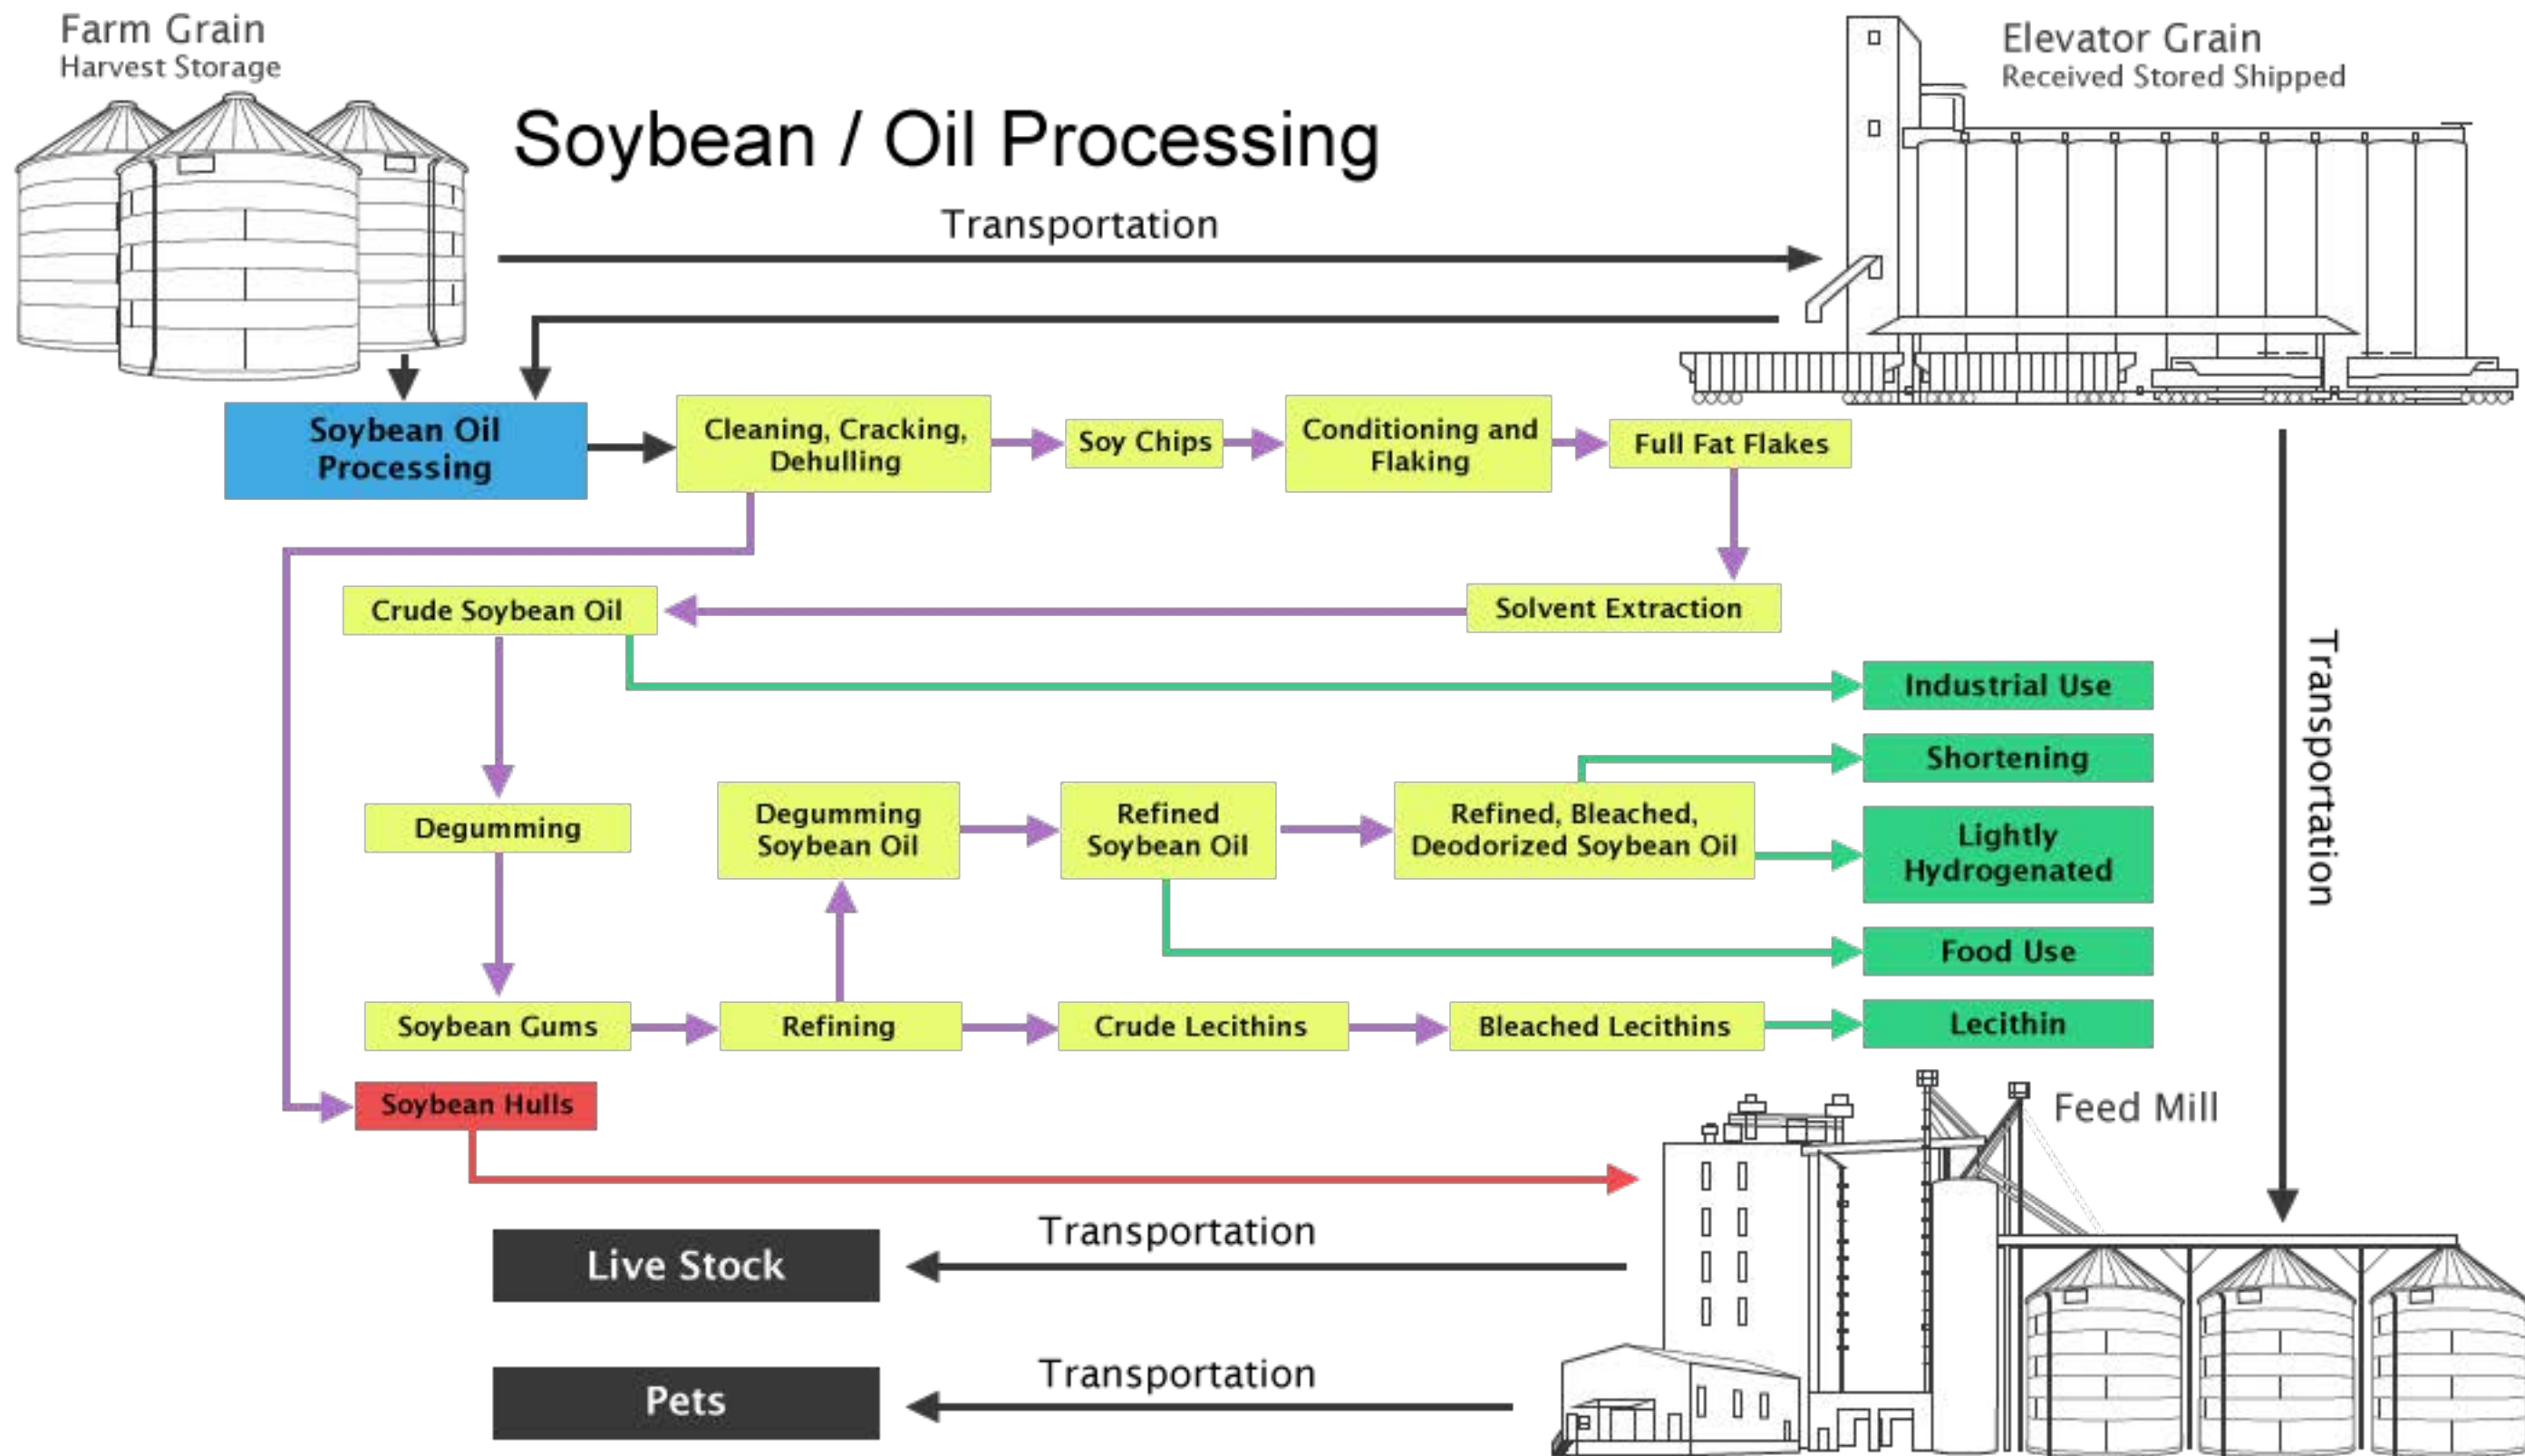 Farm Grain
Harvest Storage
Elevator Grain
Received Stored Shipped
Soybean / Oil Processing
Transportation
Soybean Oil
Processing
Cleaning, Cracking,
Dehulling
Soy Chips
Conditioning and
Flaking
Full Fat Flakes
Crude Soybean Oil
Solvent Extraction
Transportation
Industrial Use
Shortening
Degumming
Degumming
Soybean Oil
Refined
Soybean Oil
Refined, Bleached,
Deodorized Soybean Oil
Lightly
Hydrogenated
Food Use
Soybean Gums
Refining
Crude Lecithins
Bleached Lecithins
Lecithin
Soybean Hulls
Feed Mill
Transportation
Live Stock
Transportation
Pets